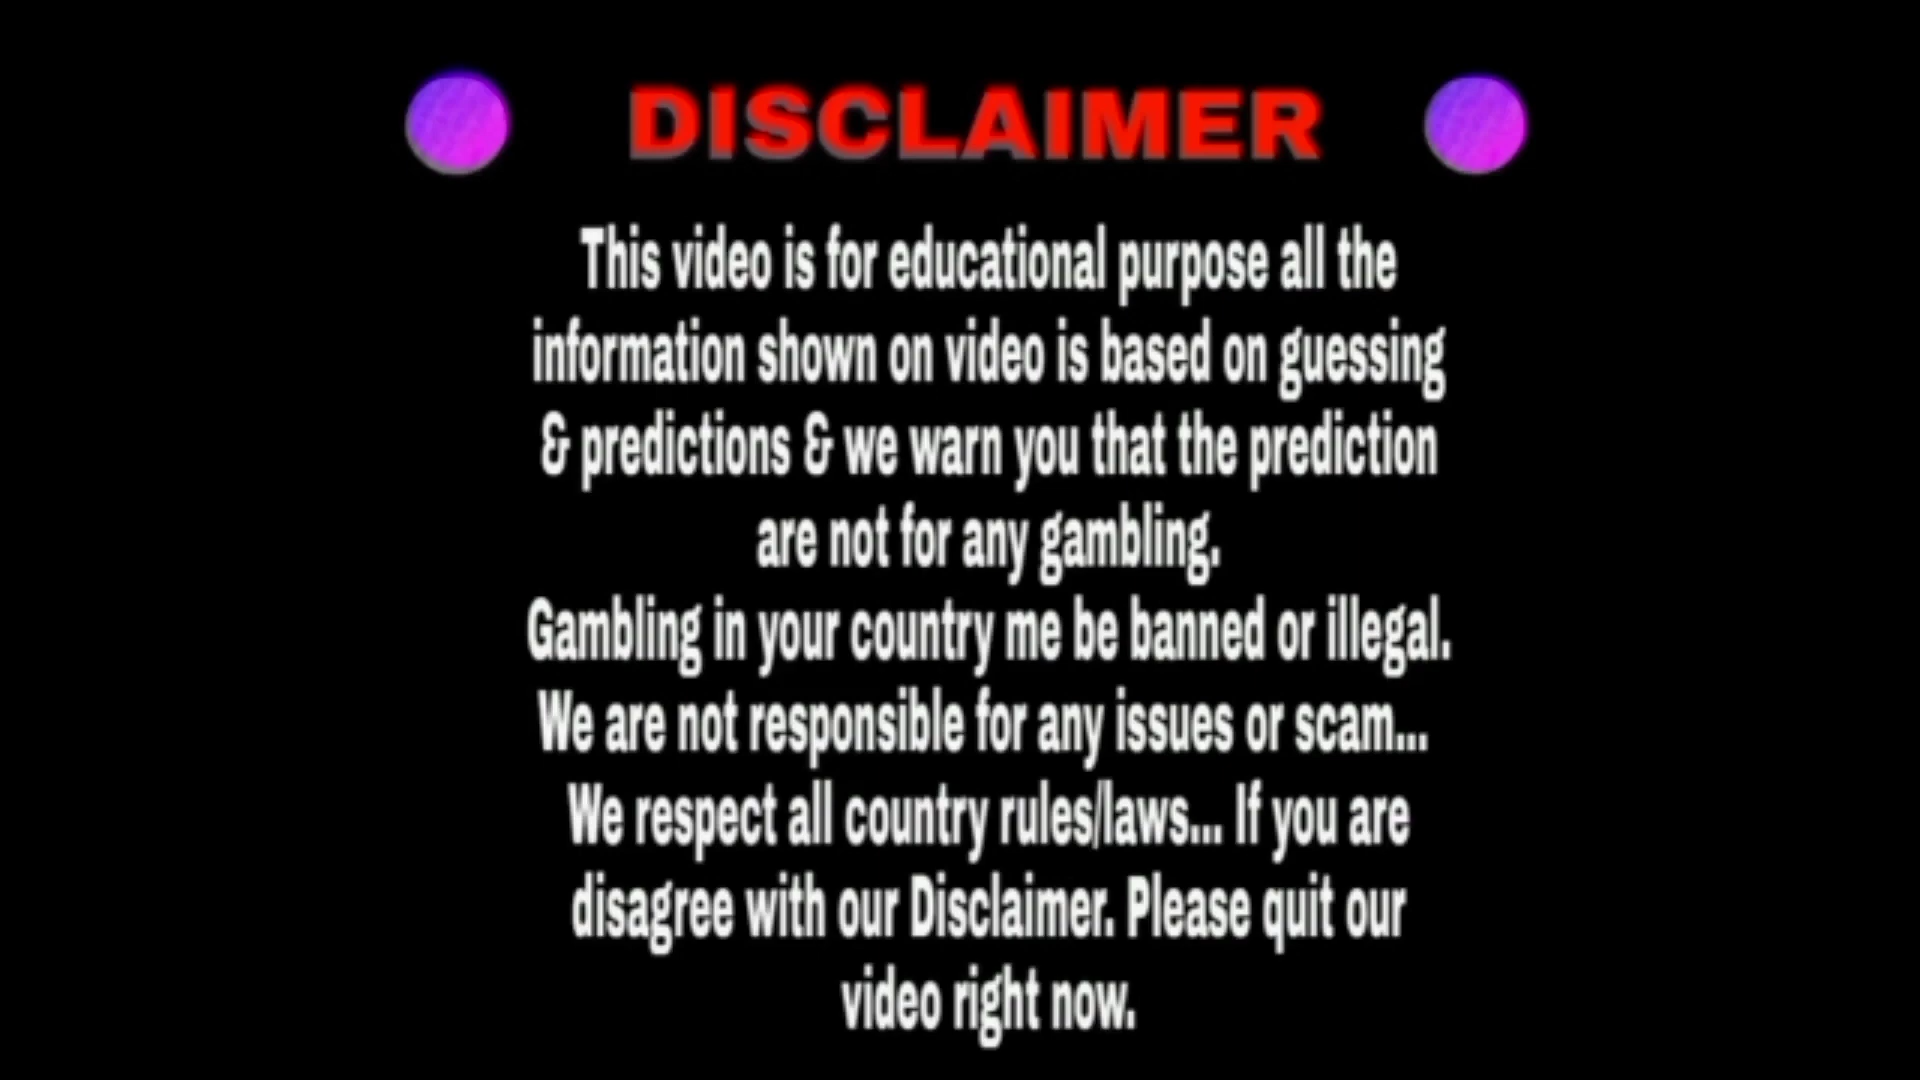 DISCLAIMER
This video is for educational purpose all the
information shown on video is based on guessing
& predictions & we warn you that the prediction
are not for any gambling.
Gambling in your country me be banned or illegal.
We are not responsible for any issues or scam...
We respect all country rules/laws... If you are
disagree with our Disclaimer. Please quit our
video right now.